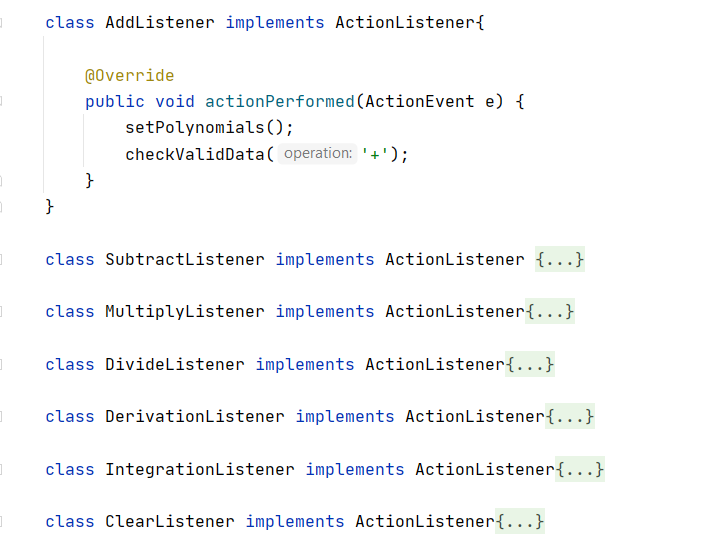 class AddListener implements ActionListener{
@Override
public void actionPerformed(ActionEvent e) {
setPolynomials();
checkValidData( operation: '+');
}
}
class SubtractListener implements ActionListener {...}
class MultiplyListener implements ActionListener{...}
class DivideListener implements ActionListener{...}
class DerivationListener implements ActionListener{...}
class IntegrationListener implements ActionListener{...}
class ClearListener implements ActionListener{...}